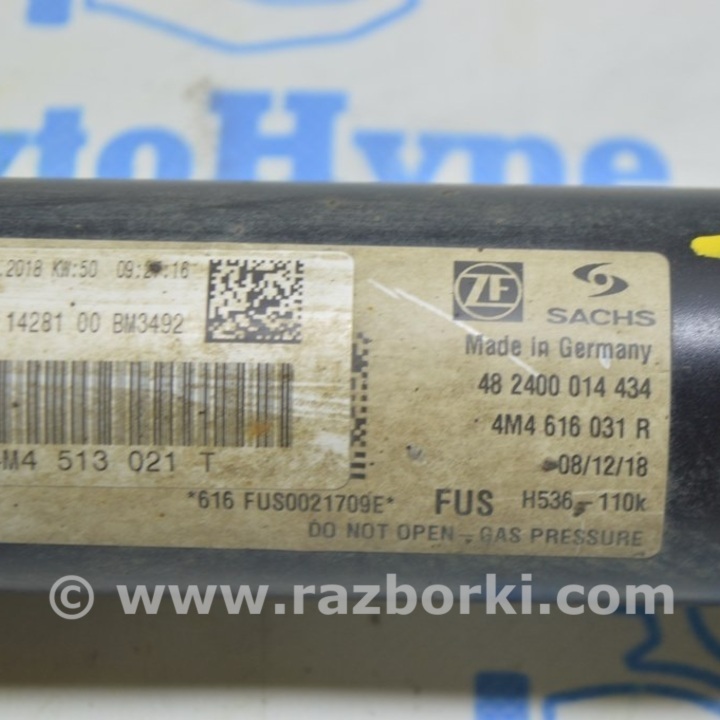 vtoHype
.2018 KW:50 09:27:16
14281 00 BM3492
4M4 513 021 T
ZF
SACHS
Made in Germany
48 2400 014 434
4M4 616 031 R
08/12/18
*616 FUS0021709E* FUS H536-110k
DO NOT OPEN - GAS PRESSURE
© www.razborki.com